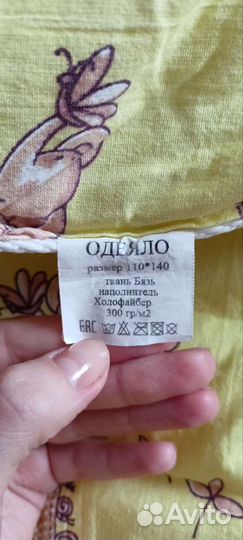 ОДЕЯЛО
размер 110*140
ткань Бязь
наполнитель
Холофайбер
300 гр/м2
EAC
Avito